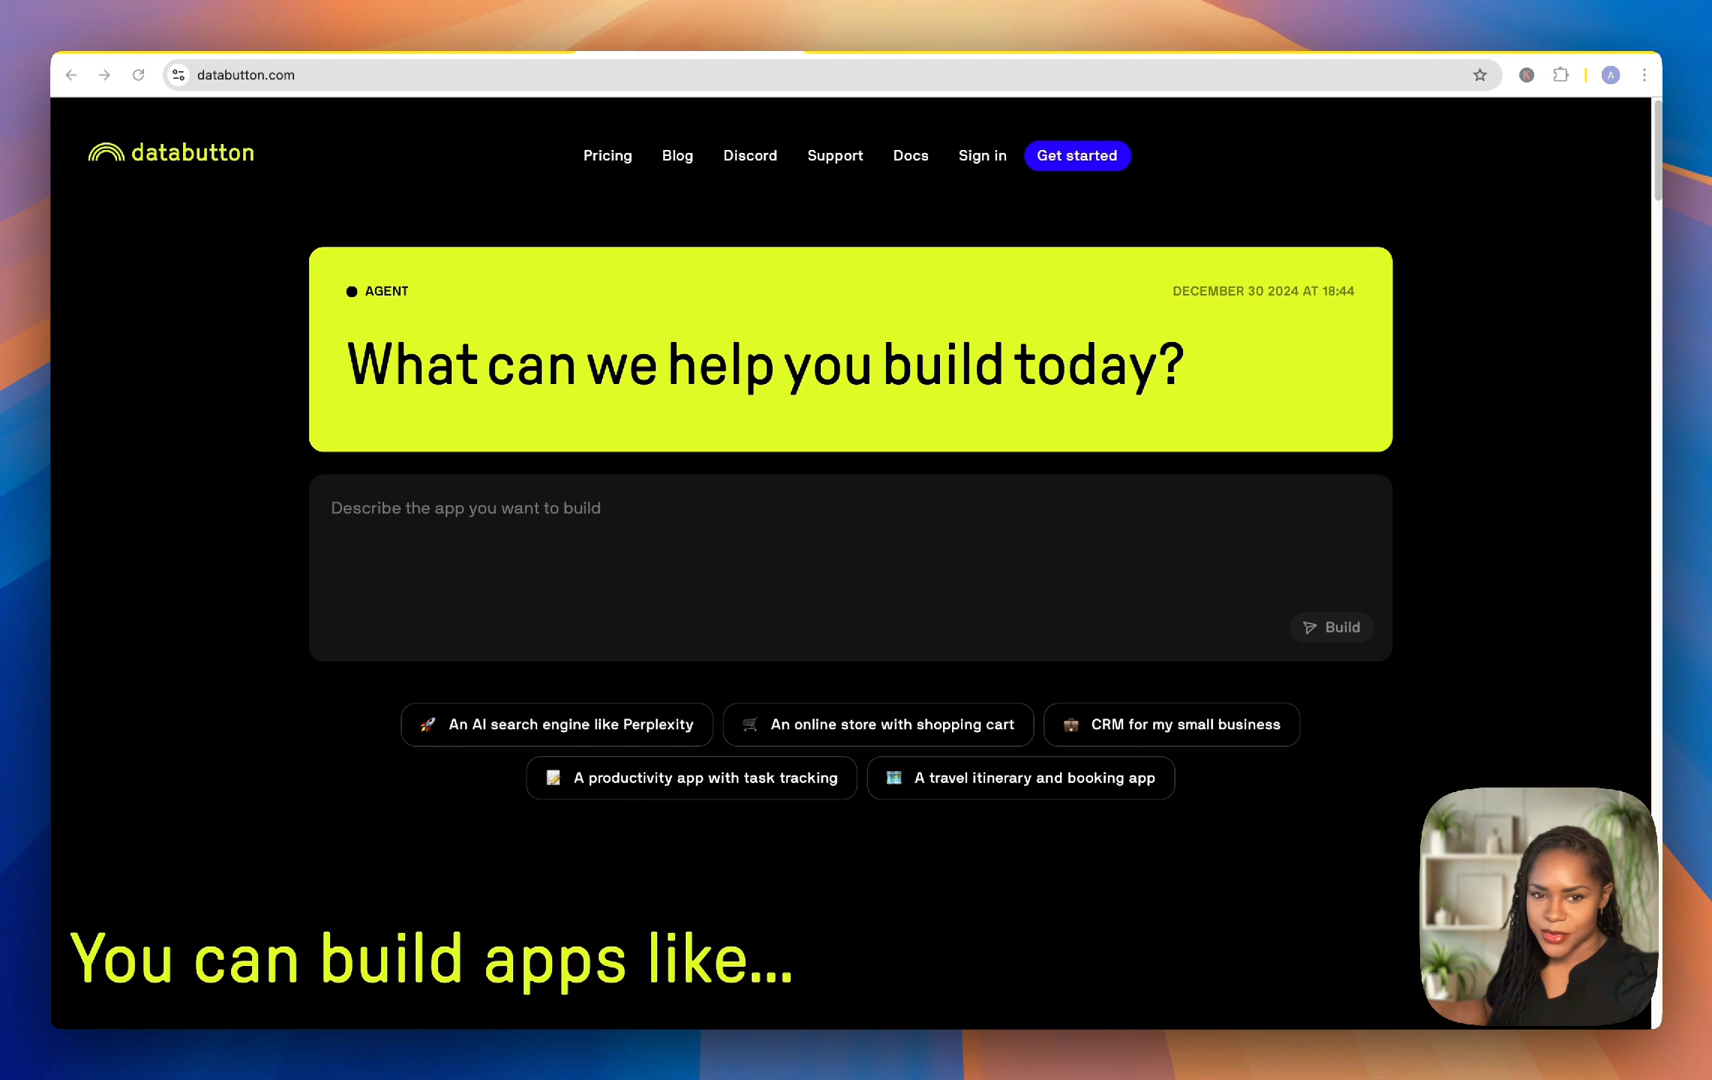 databutton.com
K
A
databutton
Pricing Blog Discord Support Docs Sign in Get started
AGENT
DECEMBER 30 2024 AT 18:44
What can we help you build today?
Describe the app you want to build
Build
An AI search engine like Perplexity
An online store with shopping cart
CRM for my small business
A productivity app with task tracking
A travel itinerary and booking app
You can build apps like...